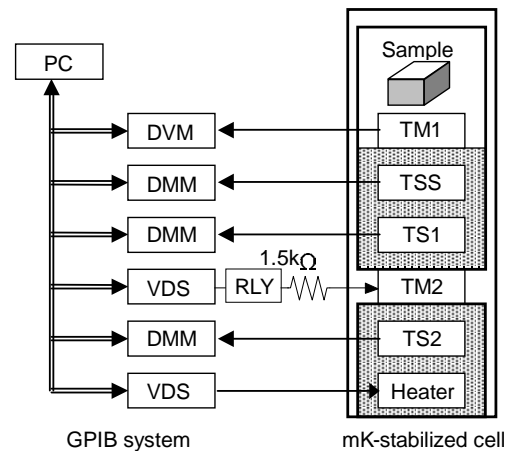 Sample
PC
DVM
TM1
DMM
TSS
DMM
TS1
1.5kΩ
VDS
RLY
TM2
DMM
TS2
VDS
Heater
GPIB system
mK-stabilized cell